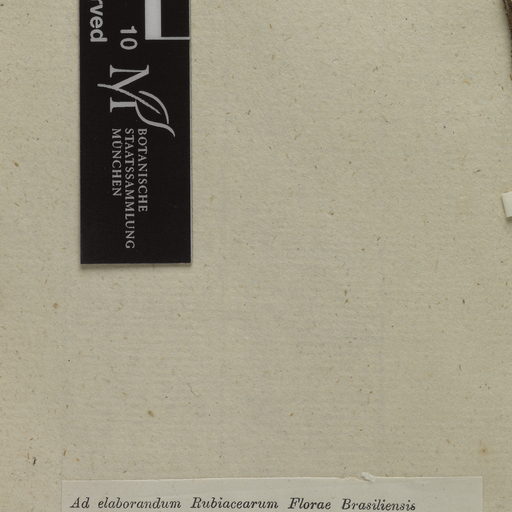 rved
10
M
BOTANISCHE
STAATSSAMMLUNG
MÜNCHEN
Ad elaborandum Rubiacearum Florae Brasiliensis